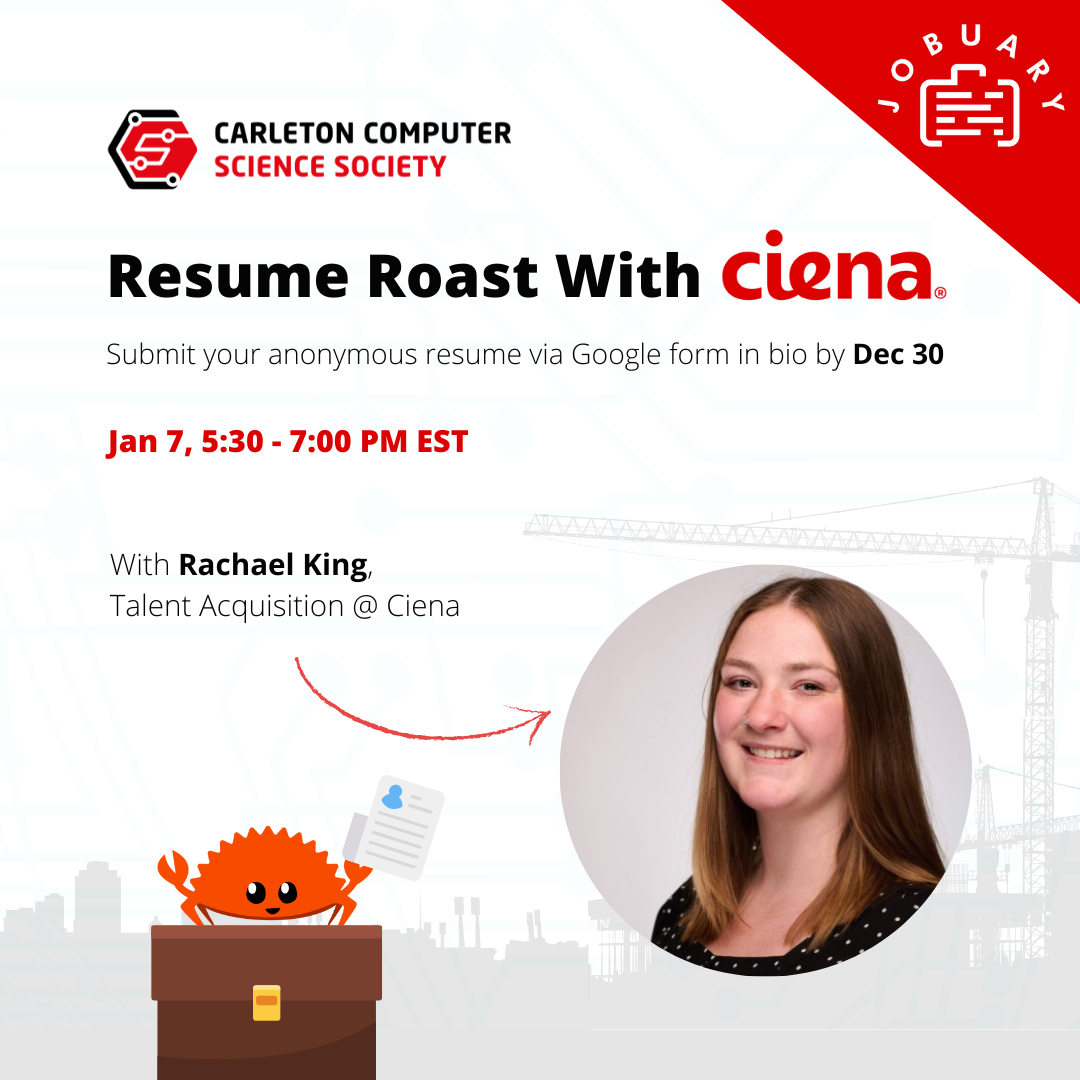 JOBUARY
CARLETON COMPUTER
SCIENCE SOCIETY
Resume Roast With ciena®
Submit your anonymous resume via Google form in bio by Dec 30
Jan 7, 5:30 - 7:00 PM EST
With Rachael King,
Talent Acquisition @ Ciena